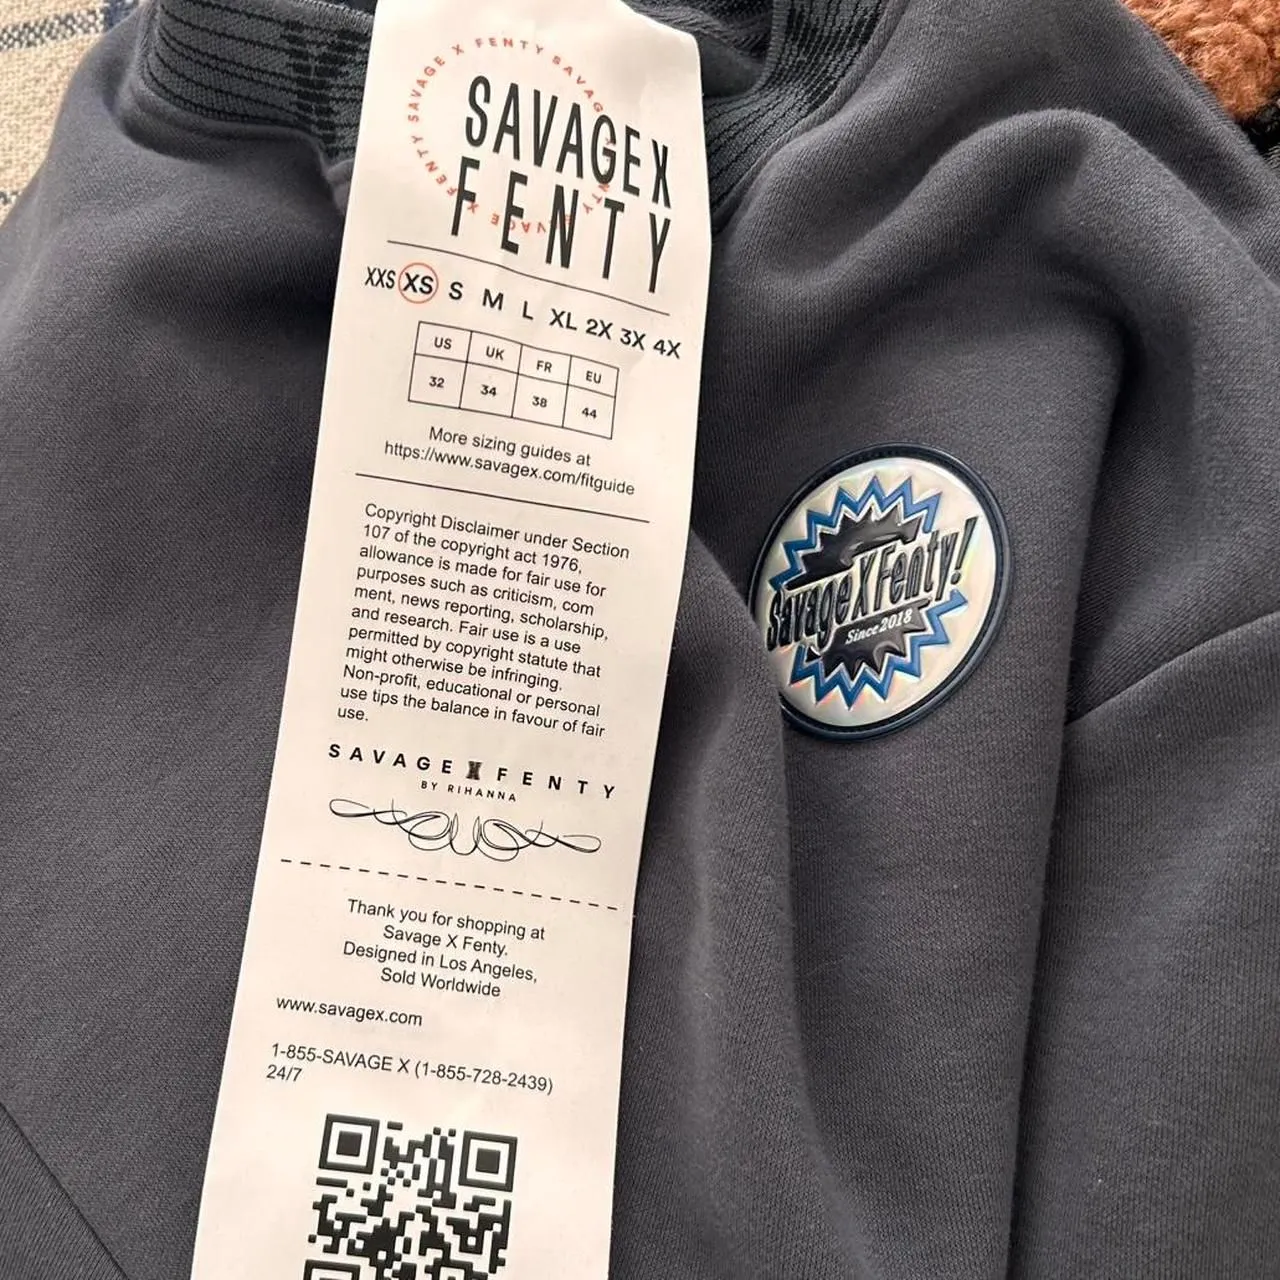 SAVAGE X FENTY SAVAGE X FENTY SAVAGE X FENTY
SAVAGE X
FENTY
XXS XS S M L XL 2X 3X 4X
US UK FR EU
32 34 38 44
More sizing guides at
https://www.savagex.com/fitguide
Copyright Disclaimer under Section
107 of the copyright act 1976,
allowance is made for fair use for
purposes such as criticism, com
ment, news reporting, scholarship,
and research. Fair use is a use
permitted by copyright statute that
might otherwise be infringing.
Non-profit, educational or personal
use tips the balance in favour of fair
use.
SAVAGE X FENTY
BY RIHANNA
Thank you for shopping at
Savage X Fenty.
Designed in Los Angeles,
Sold Worldwide
www.savagex.com
1-855-SAVAGE X (1-855-728-2439)
24/7
Savage X Fenty!
Since 2018